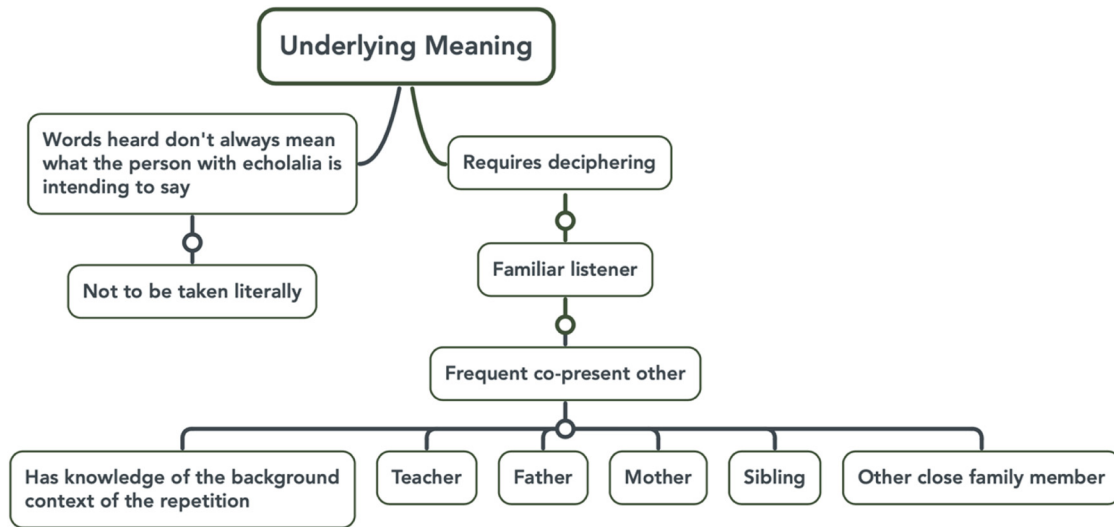 Underlying Meaning
Words heard don't always mean
what the person with echolalia is
intending to say
Requires deciphering
Not to be taken literally
Familiar listener
Frequent co-present other
Has knowledge of the background
context of the repetition
Teacher
Father
Mother
Sibling
Other close family member